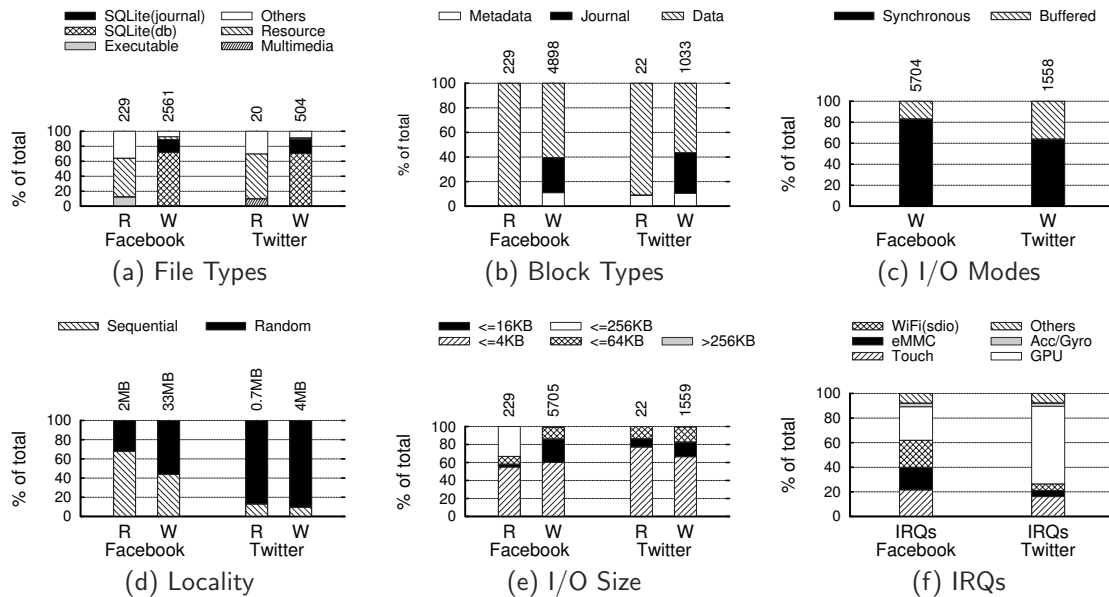 SQLite(journal) Others
SQLite(db) Resource
Executable Multimedia
229 2561 20 504
% of total
100
80
60
40
20
0
R W R W
Facebook Twitter
(a) File Types
Metadata Journal Data
229 4898 22 1033
% of total
100
80
60
40
20
0
R W R W
Facebook Twitter
(b) Block Types
Synchronous Buffered
5704 1558
% of total
100
80
60
40
20
0
W W
Facebook Twitter
(c) I/O Modes
Sequential Random
2MB 33MB 0.7MB 4MB
% of total
100
80
60
40
20
0
R W R W
Facebook Twitter
(d) Locality
<=16KB <=256KB
<=4KB <=64KB >256KB
229 5705 22 1559
% of total
100
80
60
40
20
0
R W R W
Facebook Twitter
(e) I/O Size
WiFi(sdio) Others
eMMC Acc/Gyro
Touch GPU
% of total
100
80
60
40
20
0
IRQs IRQs
Facebook Twitter
(f) IRQs